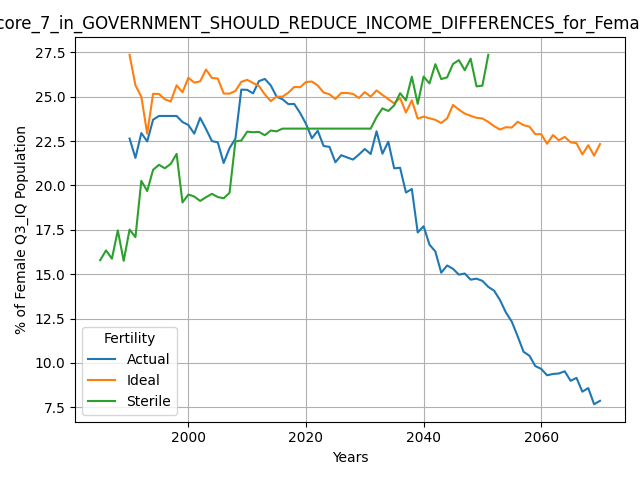 core_7_in_GOVERNMENT_SHOULD_REDUCE_INCOME_DIFFERENCES_for_Fema
27.5
25.0
22.5
20.0
17.5
15.0
12.5
10.0
7.5
% of Female Q3_IQ Population
Fertility
Actual
Ideal
Sterile
2000
2020
2040
2060
Years